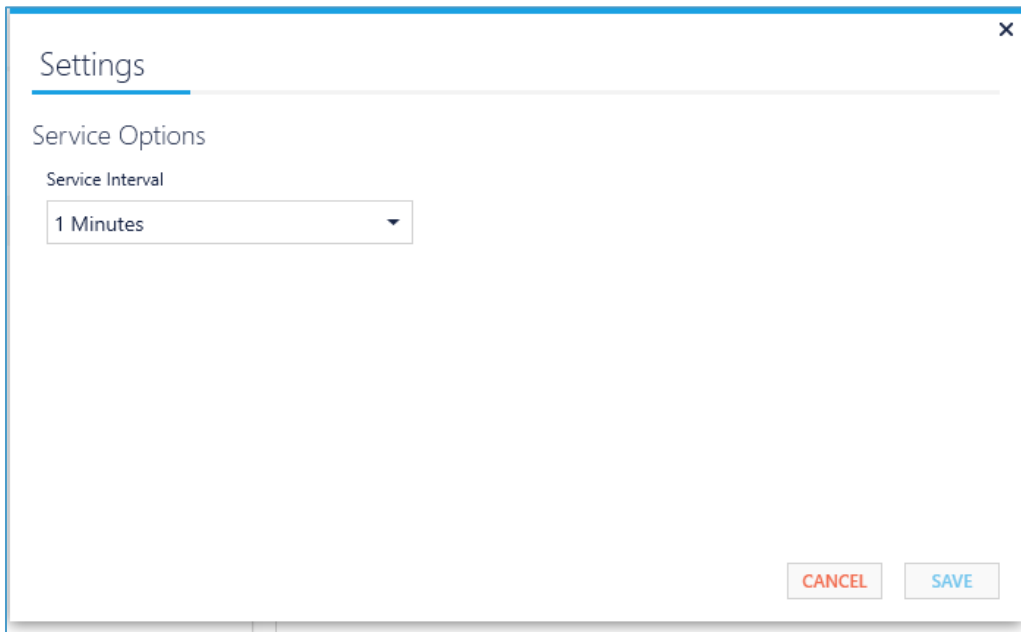 Settings
Service Options
Service Interval
1 Minutes
CANCEL SAVE